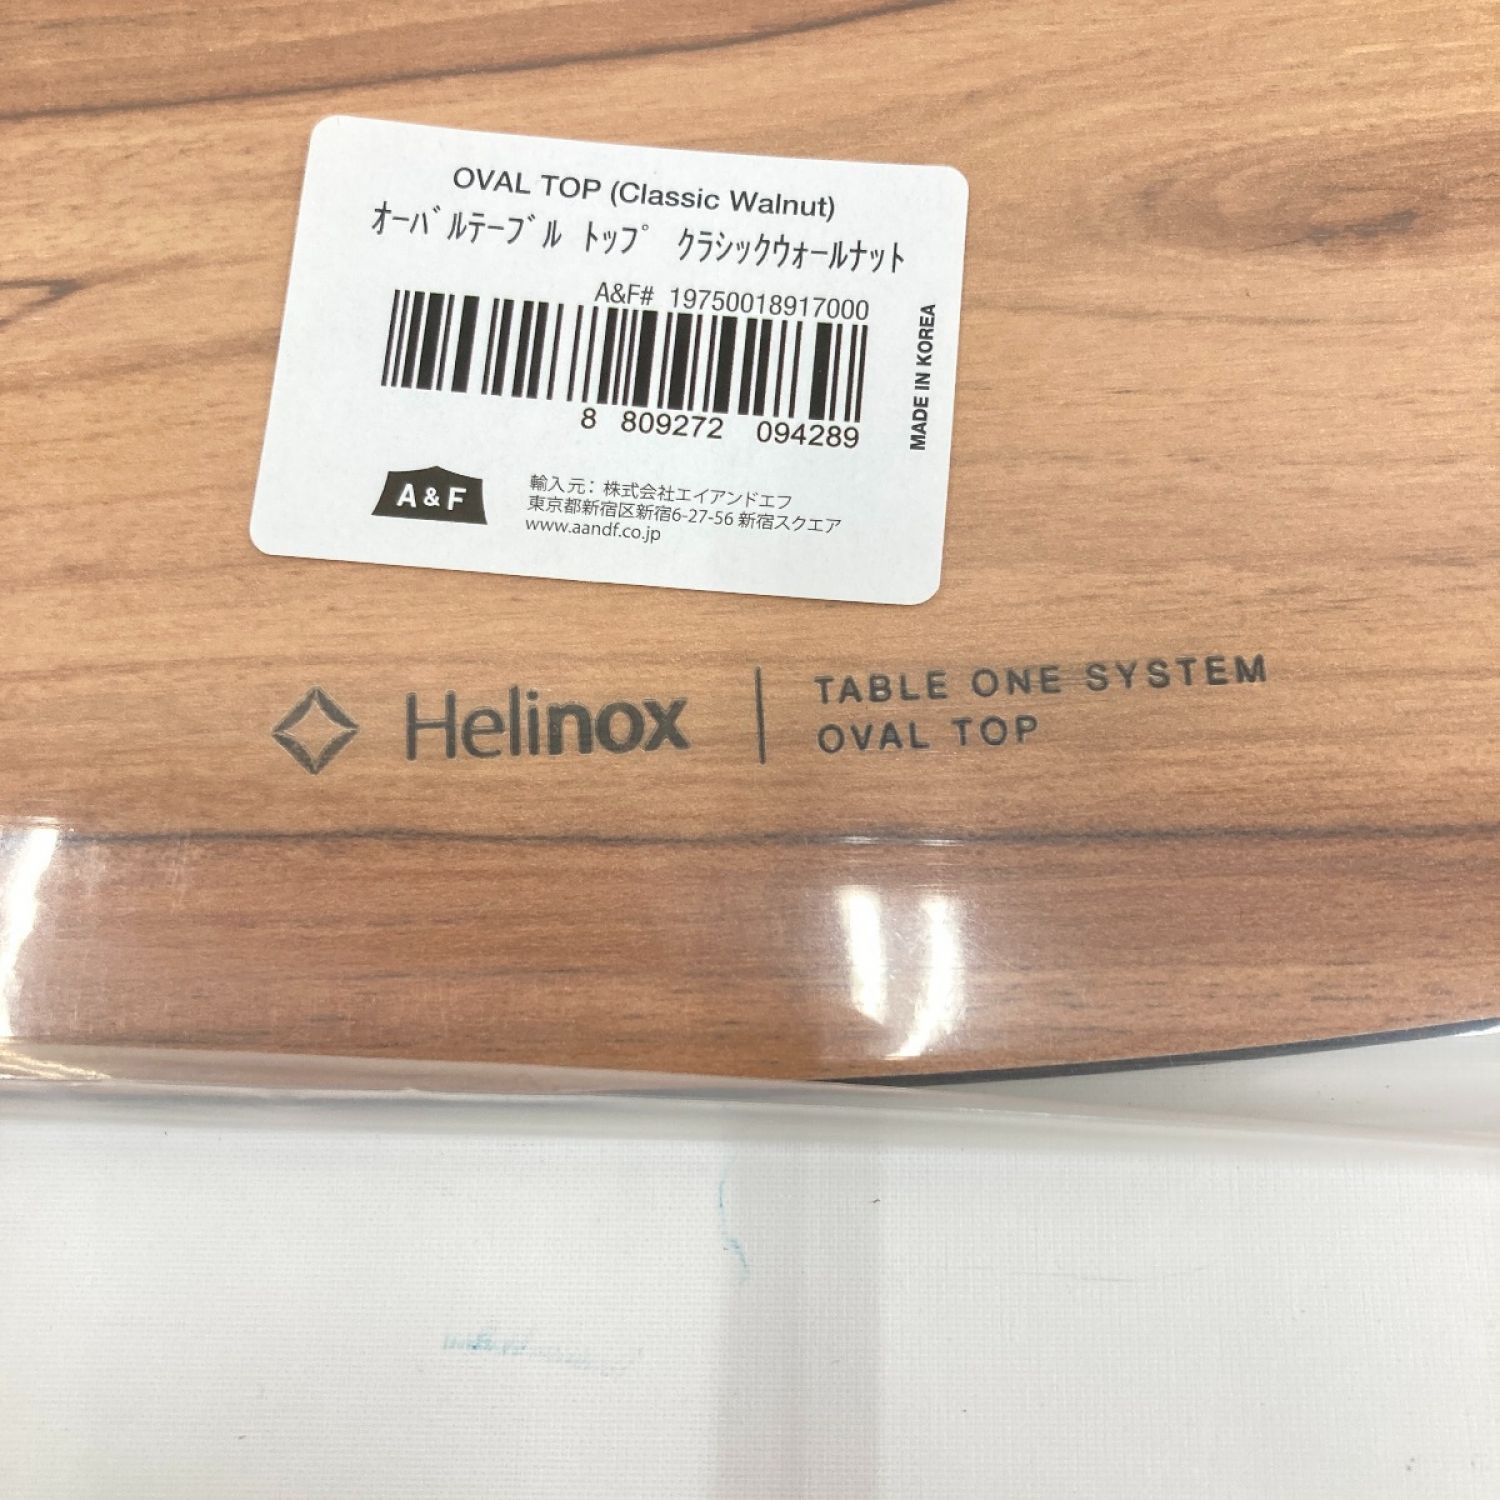 OVAL TOP (Classic Walnut)
ｵｰﾊﾞﾙﾃｰﾌﾞﾙ ﾄｯﾌﾟ ｸﾗｼｯｸｳｫｰﾙﾅｯﾄ
A&F# 19750018917000
8 809272 094289
MADE IN KOREA
A&F
輸入元：株式会社エイアンドエフ
東京都新宿区新宿6-27-56 新宿スクエア
www.aandf.co.jp
Helinox
TABLE ONE SYSTEM
OVAL TOP